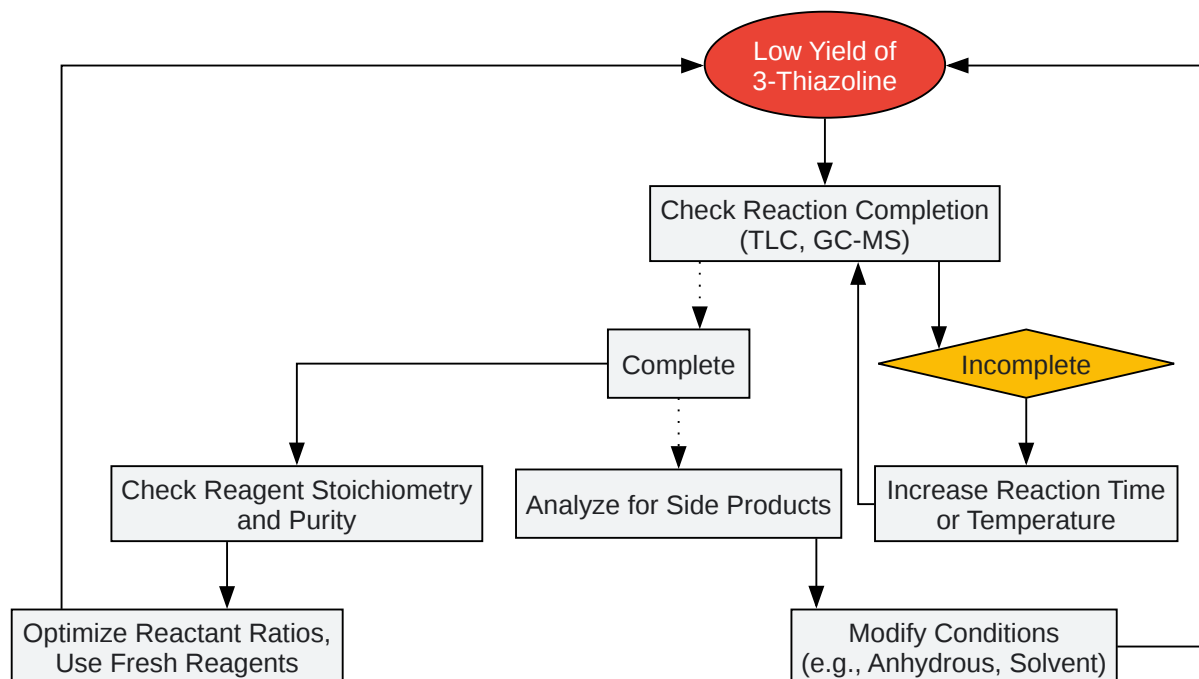 Low Yield of
3-Thiazoline
Check Reaction Completion
(TLC, GC-MS)
Complete
Incomplete
Check Reagent Stoichiometry
and Purity
Analyze for Side Products
Increase Reaction Time
or Temperature
Optimize Reactant Ratios,
Use Fresh Reagents
Modify Conditions
(e.g., Anhydrous, Solvent)